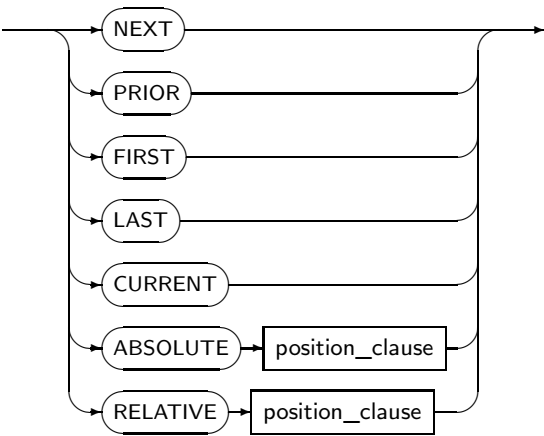 NEXT
PRIOR
FIRST
LAST
CURRENT
ABSOLUTE position_clause
RELATIVE position_clause